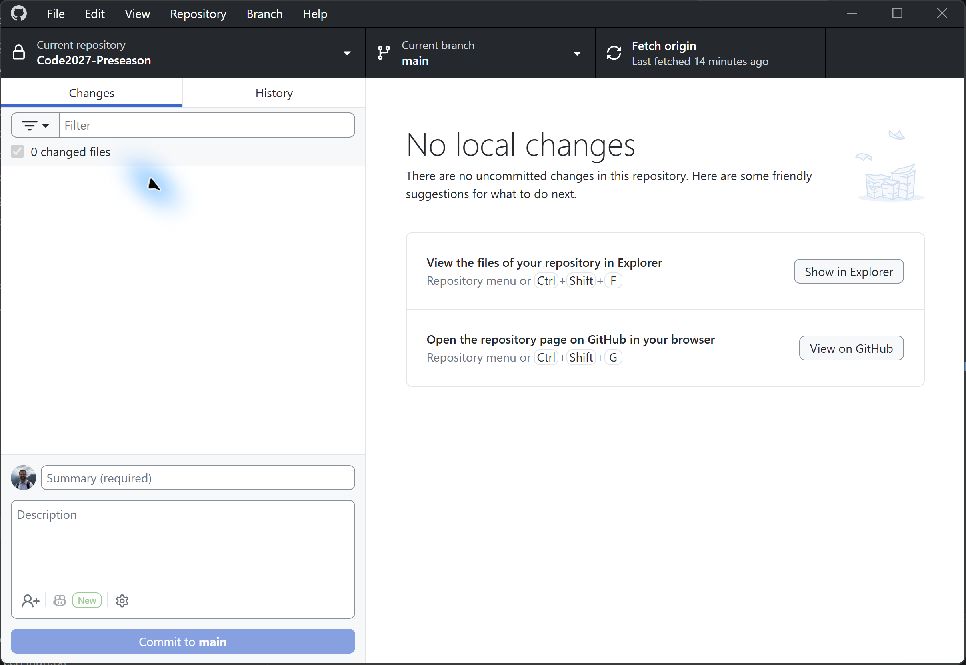 File Edit View Repository Branch Help
Current repository
Code2027-Preseason
Current branch
main
Fetch origin
Last fetched 14 minutes ago
Changes
History
Filter
0 changed files
No local changes
There are no uncommitted changes in this repository. Here are some friendly
suggestions for what to do next.
View the files of your repository in Explorer
Repository menu or Ctrl + Shift + F
Show in Explorer
Open the repository page on GitHub in your browser
Repository menu or Ctrl + Shift + G
View on GitHub
Summary (required)
Description
New
Commit to main